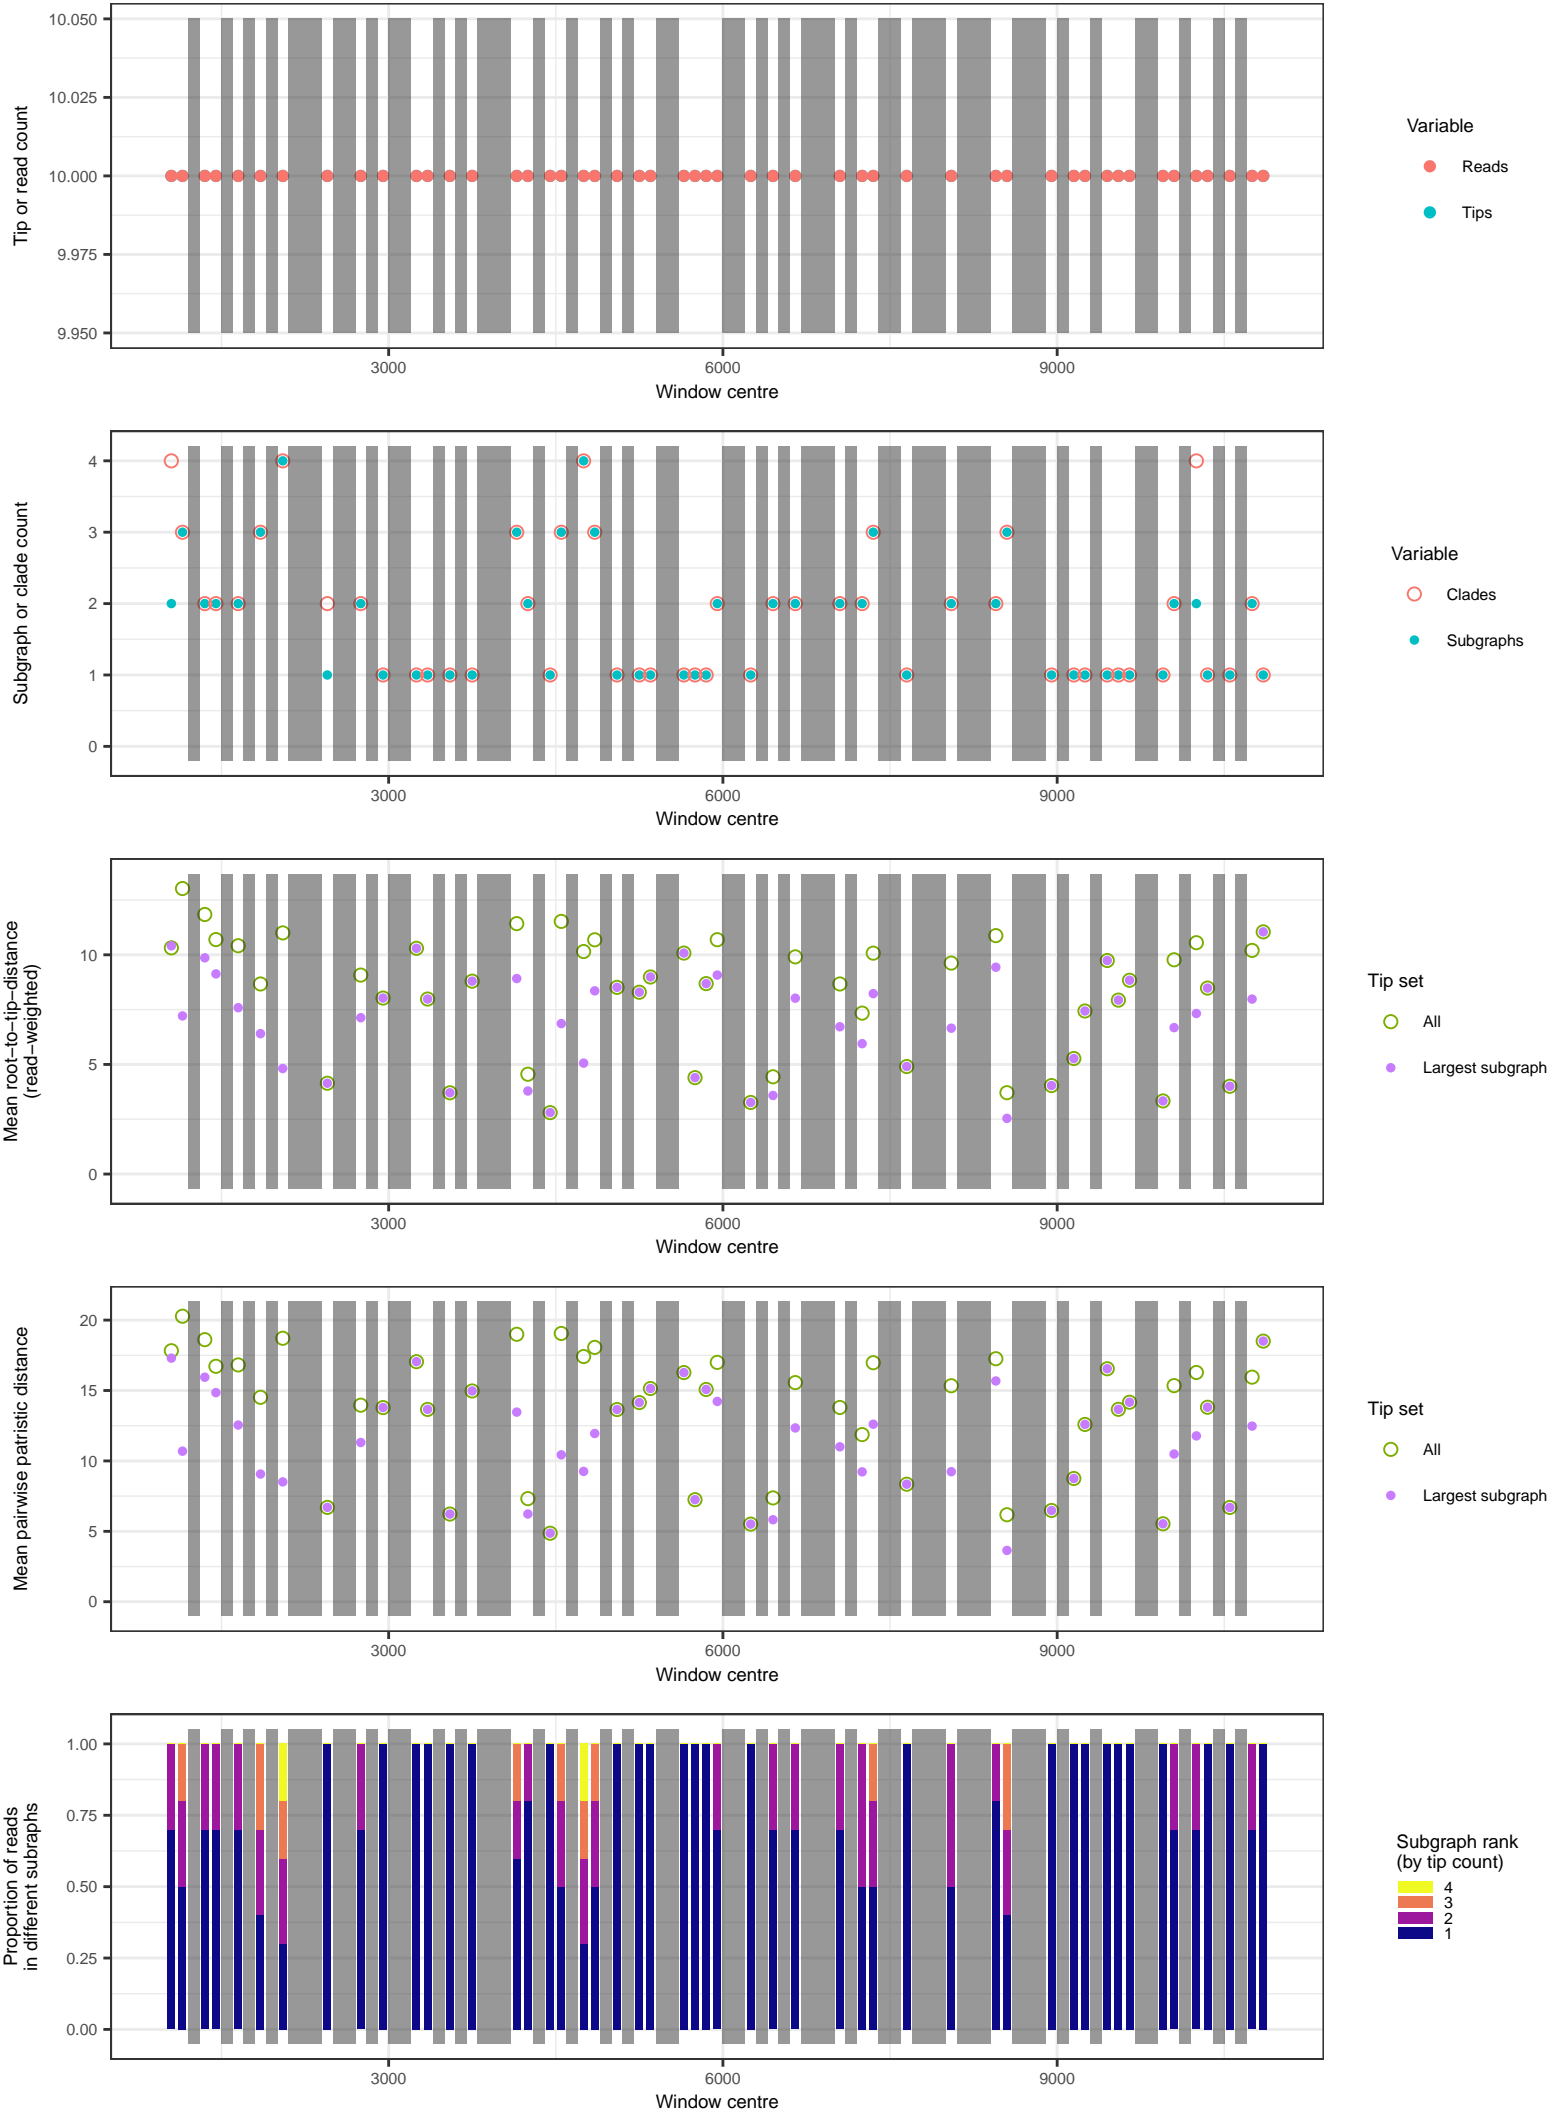 Tip or read count
10.050
10.025
10.000
9.975
9.950
3000
6000
9000
Window centre
Variable
Reads
Tips
Subgraph or clade count
4
3
2
1
0
3000
6000
9000
Window centre
Variable
Clades
Subgraphs
Mean root−to−tip−distance
(read−weighted)
10
5
0
3000
6000
9000
Window centre
Tip set
All
Largest subgraph
Mean pairwise patristic distance
20
15
10
5
0
3000
6000
9000
Window centre
Tip set
All
Largest subgraph
Proportion of reads
in different subraphs
1.00
0.75
0.50
0.25
0.00
3000
6000
9000
Window centre
Subgraph rank
(by tip count)
4
3
2
1